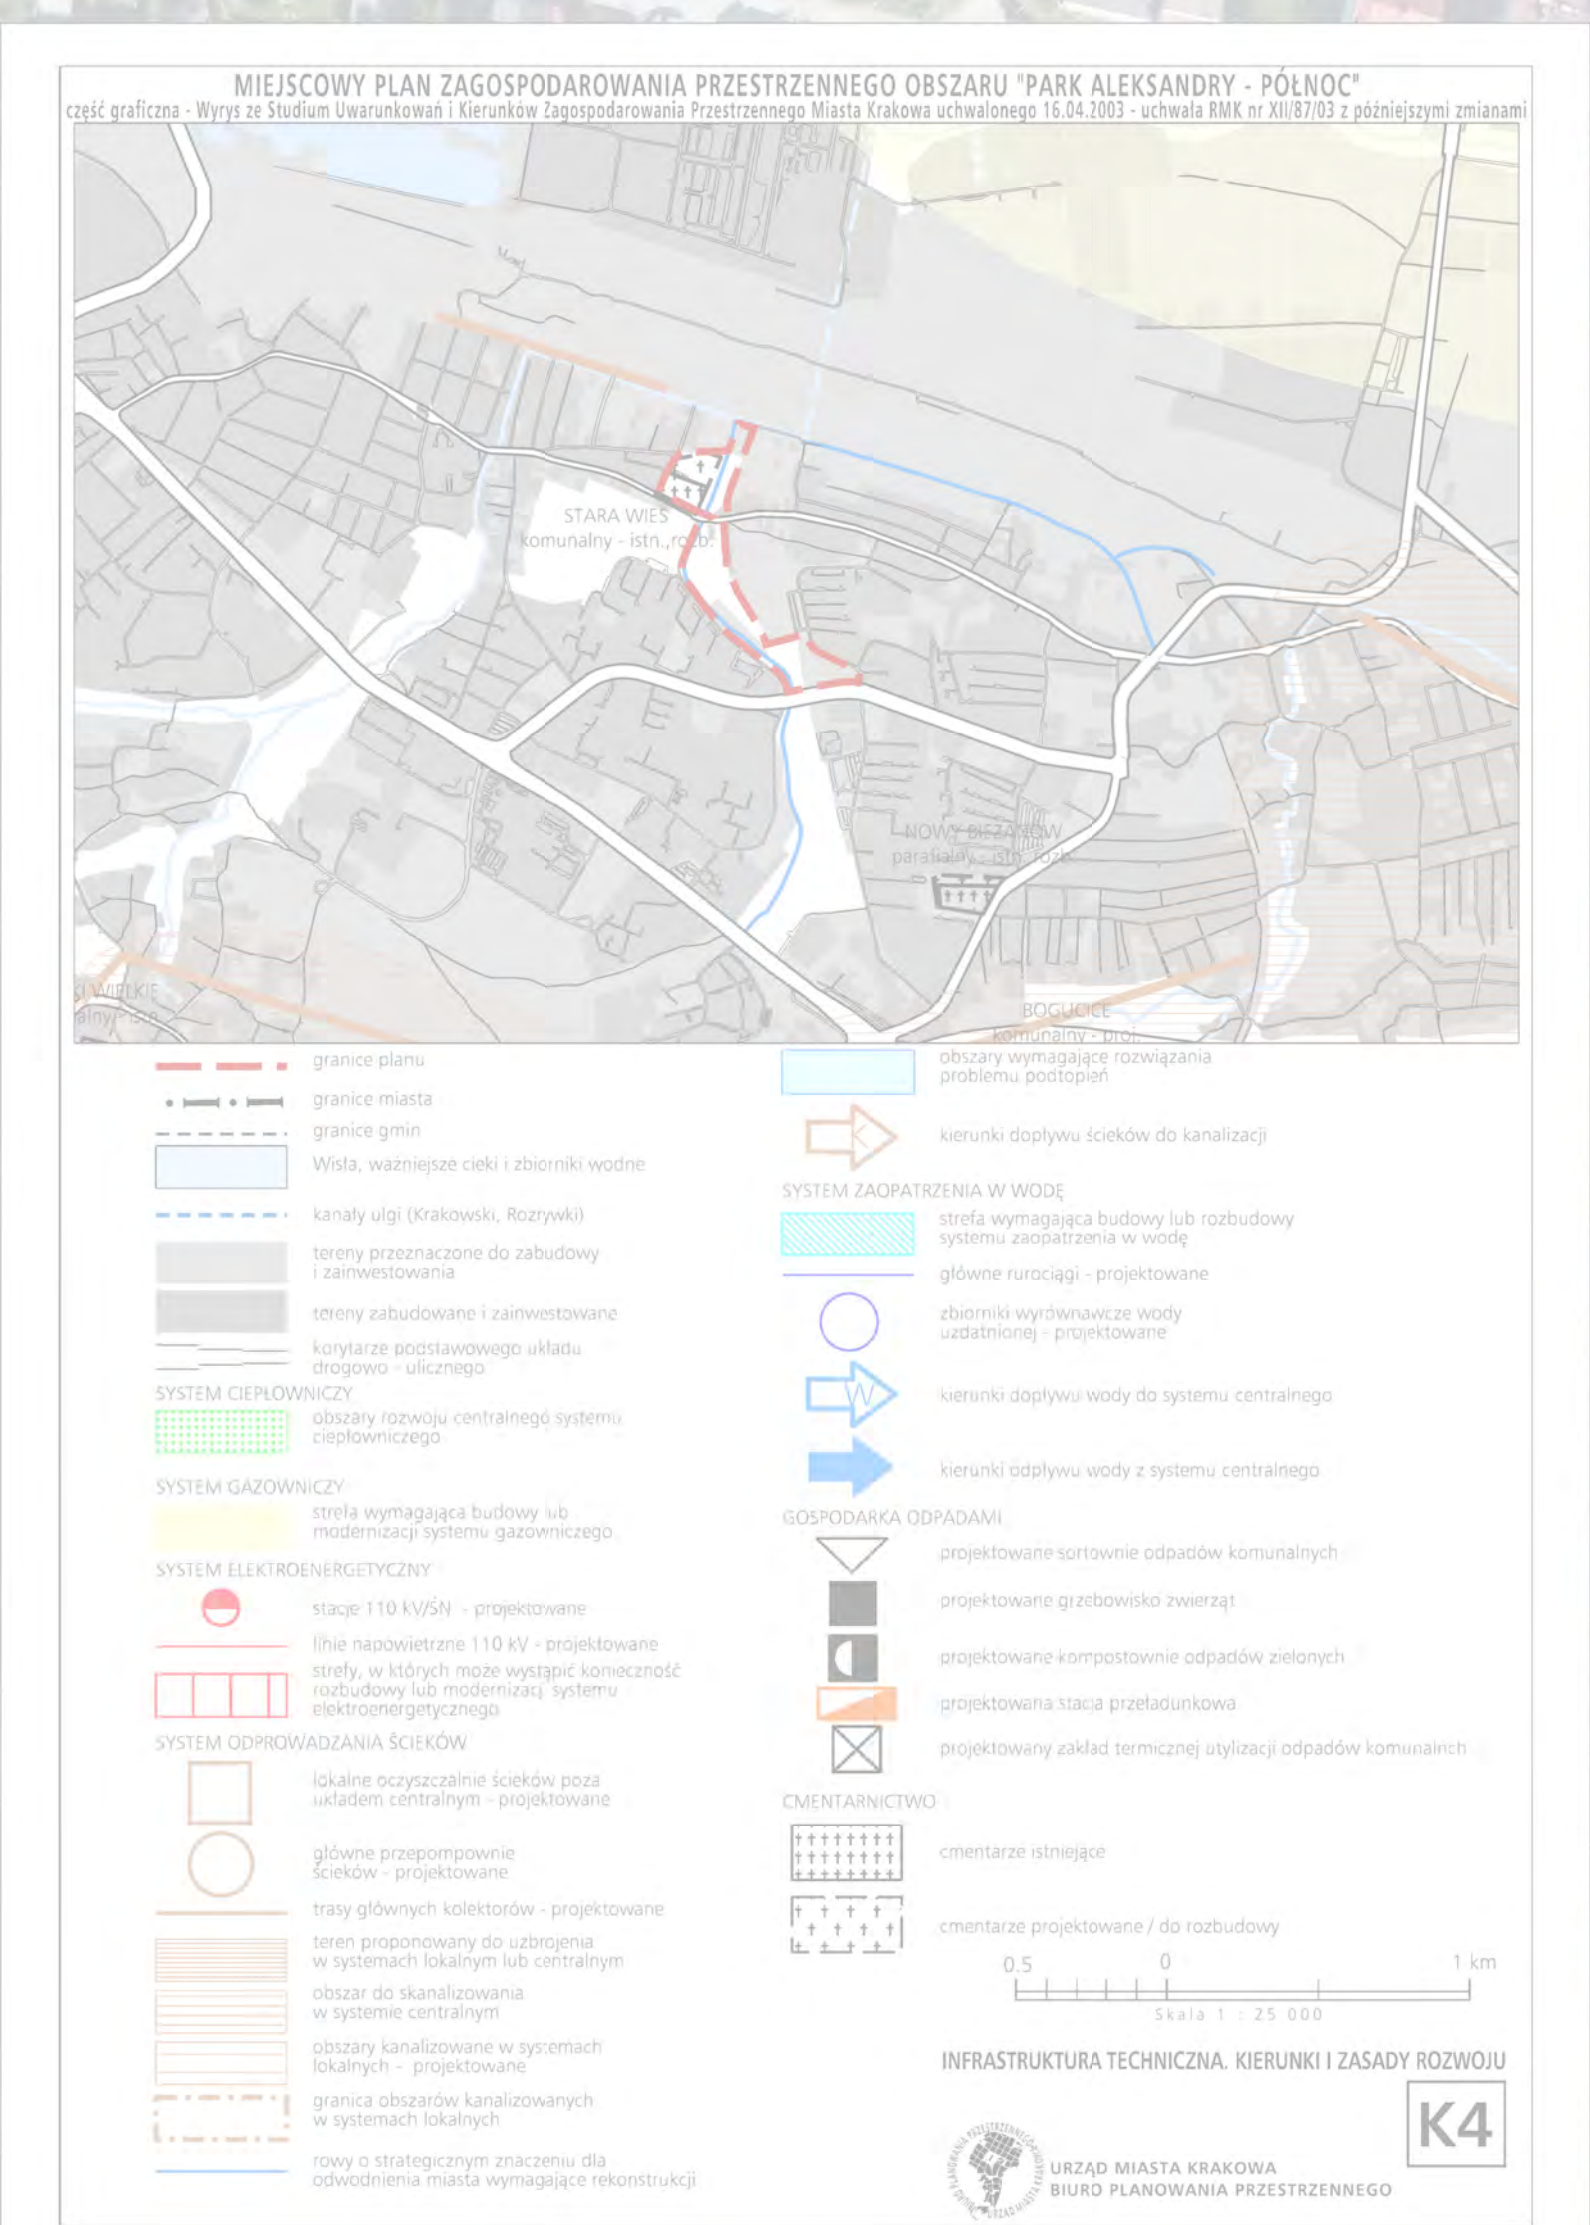 MIEJSCOWY PLAN ZAGOSPODAROWANIA PRZESTRZENNEGO OBSZARU "PARK ALEKSANDRY - PÓŁNOC"
część graficzna - Wyrys ze Studium Uwarunkowań i Kierunków Zagospodarowania Przestrzennego Miasta Krakowa uchwalonego 16.04.2003 - uchwała RMK nr XII/87/03 z późniejszymi zmianami
STARA WIEŚ
komunalny - istn.,rozb.
NOWY BIEŻANÓW
parafialny - istn. rozb.
WIELKIE
BOGUCICE
komunalny - proj.
granice planu
granice miasta
granice gmin
Wisła, ważniejsze cieki i zbiorniki wodne
kanały ulgi (Krakowski, Rozrywki)
tereny przeznaczone do zabudowy
i zainwestowania
tereny zabudowane i zainwestowane
korytarze podstawowego układu
drogowo - ulicznego
SYSTEM CIEPŁOWNICZY
obszary rozwoju centralnego systemu
ciepłowniczego
SYSTEM GAZOWNICZY
strefa wymagająca budowy lub
modernizacji systemu gazowniczego
SYSTEM ELEKTROENERGETYCZNY
stacje 110 kV/SN - projektowane
linie napowietrzne 110 kV - projektowane
strefy, w których może wystąpić konieczność
rozbudowy lub modernizacj systemu
elektroenergetycznego
SYSTEM ODPROWADZANIA ŚCIEKÓW
lokalne oczyszczalnie ścieków poza
układem centralnym - projektowane
główne przepompownie
ścieków - projektowane
trasy głównych kolektorów - projektowane
teren proponowany do uzbrojenia
w systemach lokalnym lub centralnym
obszar do skanalizowania
w systemie centralnym
obszary kanalizowane w systemach
lokalnych - projektowane
granica obszarów kanalizowanych
w systemach lokalnych
rowy o strategicznym znaczeniu dla
odwodnienia miasta wymagające rekonstrukcji
obszary wymagające rozwiązania
problemu podtopień
K
kierunki dopływu ścieków do kanalizacji
SYSTEM ZAOPATRZENIA W WODĘ
strefa wymagająca budowy lub rozbudowy
systemu zaopatrzenia w wodę
główne rurociągi - projektowane
zbiorniki wyrównawcze wody
uzdatnionej - projektowane
W
kierunki dopływu wody do systemu centralnego
kierunki odpływu wody z systemu centralnego
GOSPODARKA ODPADAMI
projektowane sortownie odpadów komunalnych
projektowane grzebowisko zwierząt
projektowane kompostownie odpadów zielonych
projektowana stacja przeładunkowa
projektowany zakład termicznej utylizacji odpadów komunalnch
CMENTARNICTWO
cmentarze istniejące
cmentarze projektowane / do rozbudowy
0.5 0 1 km
Skala 1 : 25 000
INFRASTRUKTURA TECHNICZNA. KIERUNKI I ZASADY ROZWOJU
K4
URZĄD MIASTA KRAKOWA
BIURO PLANOWANIA PRZESTRZENNEGO